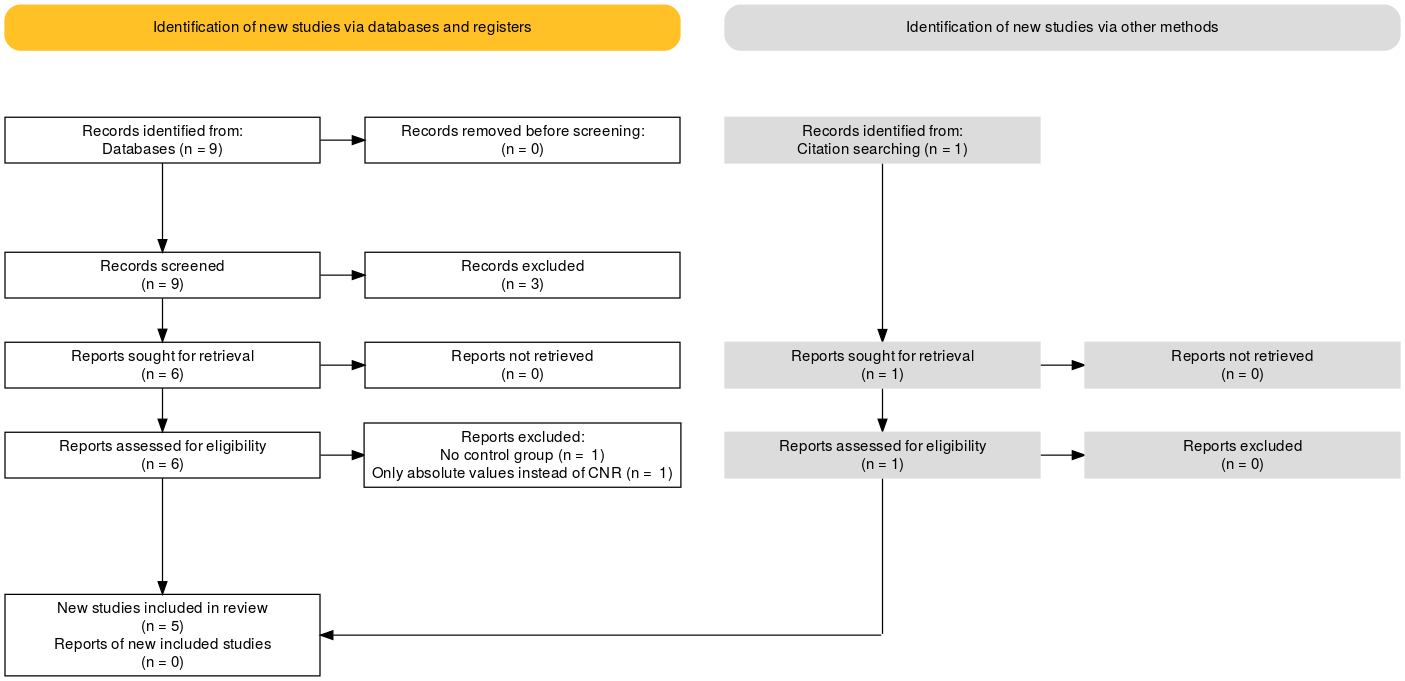 Identification of new studies via databases and registers
Identification of new studies via other methods
Records identified from:
Databases (n = 9)
Records removed before screening:
(n = 0)
Records identified from:
Citation searching (n = 1)
Records screened
(n = 9)
Records excluded
(n = 3)
Reports sought for retrieval
(n = 6)
Reports not retrieved
(n = 0)
Reports sought for retrieval
(n = 1)
Reports not retrieved
(n = 0)
Reports assessed for eligibility
(n = 6)
Reports excluded:
No control group (n = 1)
Only absolute values instead of CNR (n = 1)
Reports assessed for eligibility
(n = 1)
Reports excluded
(n = 0)
New studies included in review
(n = 5)
Reports of new included studies
(n = 0)